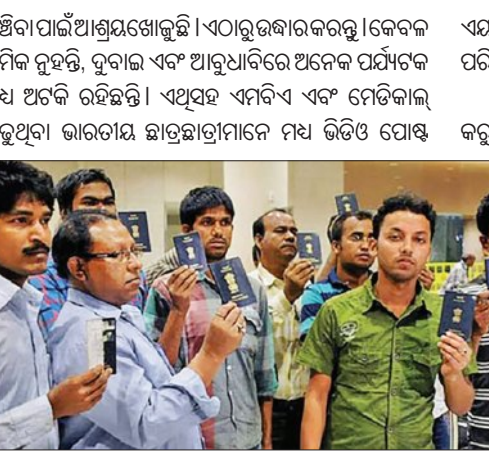 ଞ୍ଚିବା ପାଇଁ ଆଶ୍ରୟ ଖୋଜୁଛି । ଏଠାରୁ ଉଦ୍ଧାର କରନ୍ତୁ । କେବଳ
ମିକ ନୁହନ୍ତି, ଦୁବାଇ ଏବଂ ଆବୁଧାବିରେ ଅନେକ ପର୍ଯ୍ୟଟକ
ଧ୍ୟ ଅଟକି ରହିଛନ୍ତି । ଏଥିସହ ଏମବିଏ ଏବଂ ମେଡିକାଲ୍
ଢୁଥିବା ଭାରତୀୟ ଛାତ୍ରଛାତ୍ରୀମାନେ ମଧ୍ୟ ଭିଡିଓ ପୋଷ୍ଟ
ଏୟ
ପରି
କରୁ